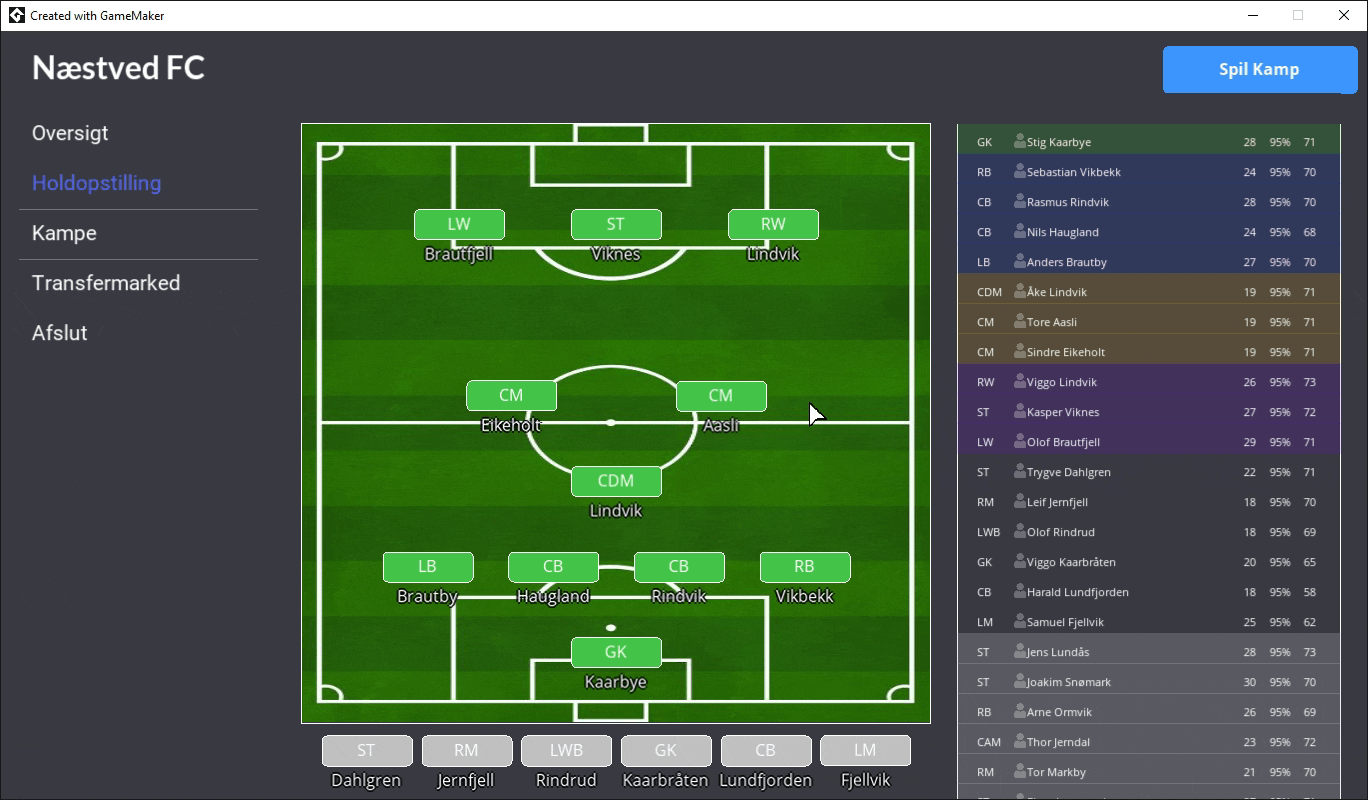 Created with GameMaker
Næstved FC
Spil Kamp
Oversigt
Holdopstilling
Kampe
Transfermarked
Afslut
LW ST RW
Brautfjell Viknes Lindvik
CM CM
Eikeholt Aasli
CDM
Lindvik
LB CB CB RB
Brautby Haugland Rindvik Vikbekk
GK
Kaarbye
ST RM LWB GK CB LM
Dahlgren Jernfjell Rindrud Kaarbråten Lundfjorden Fjellvik
GK Stig Kaarbye 28 95% 71
RB Sebastian Vikbekk 24 95% 70
CB Rasmus Rindvik 28 95% 70
CB Nils Haugland 24 95% 68
LB Anders Brautby 27 95% 70
CDM Åke Lindvik 19 95% 71
CM Tore Aasli 19 95% 71
CM Sindre Eikeholt 19 95% 71
RW Viggo Lindvik 26 95% 73
ST Kasper Viknes 27 95% 72
LW Olof Brautfjell 29 95% 71
ST Trygve Dahlgren 22 95% 71
RM Leif Jernfjell 18 95% 70
LWB Olof Rindrud 18 95% 69
GK Viggo Kaarbråten 20 95% 65
CB Harald Lundfjorden 18 95% 58
LM Samuel Fjellvik 25 95% 62
ST Jens Lundås 28 95% 73
ST Joakim Snømark 30 95% 70
RB Arne Ormvik 26 95% 69
CAM Thor Jerndal 23 95% 72
RM Tor Markby 21 95% 70